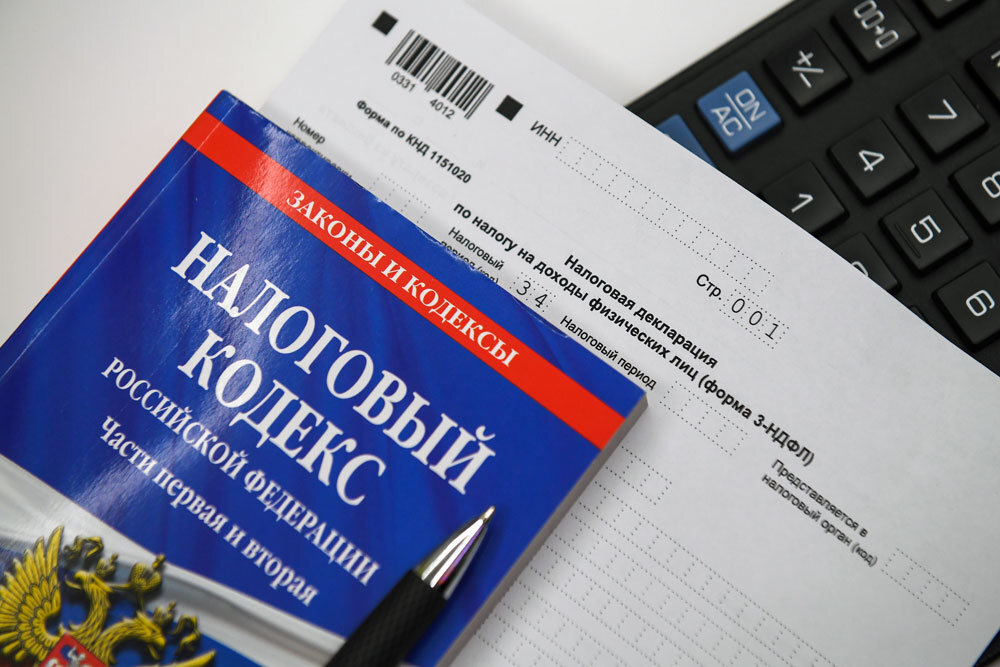 ЗАКОНЫ И КОДЕКСЫ
НАЛОГОВЫЙ
КОДЕКС
РОССИЙСКОЙ ФЕДЕРАЦИИ
Части первая и вторая
0331 4012
ИНН
Стр. 001
Форма по КНД 1151020
Номер
Налоговая декларация
по налогу на доходы физических лиц (форма 3-НДФЛ)
Налоговый
34
Налоговый период
Представляется в
налоговый орган (код)
00→0
+/−
ON
AC
7
8
4
5
6
1